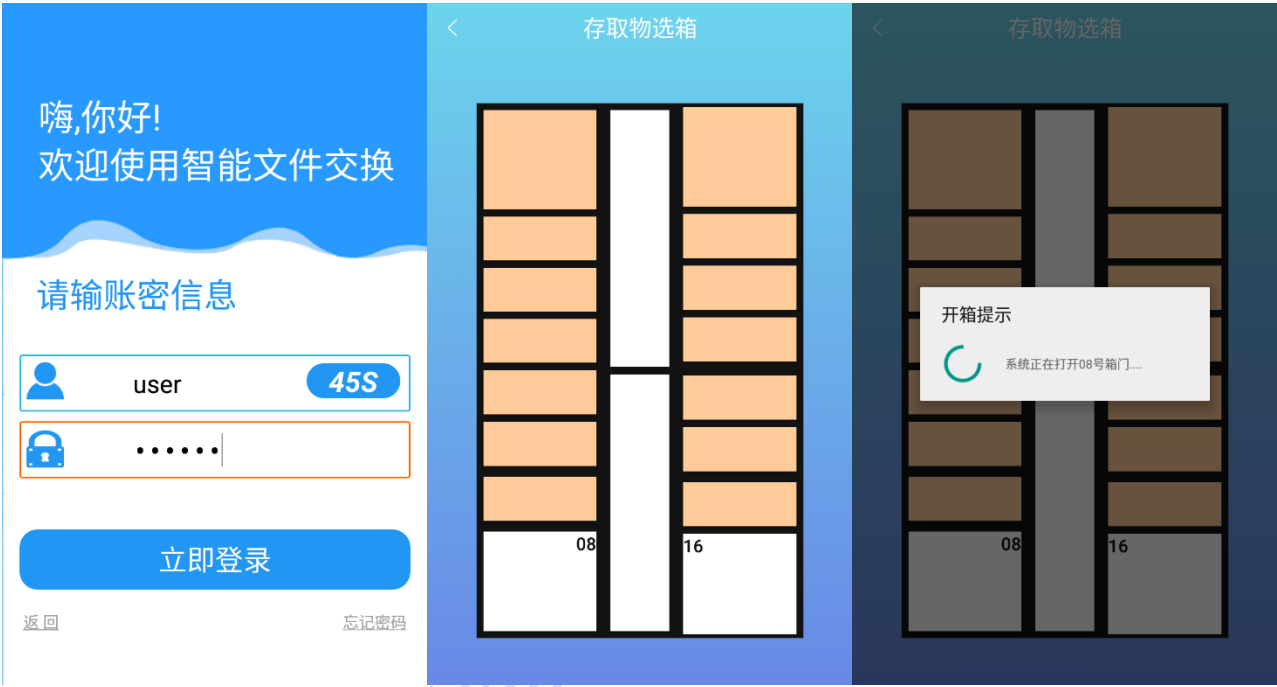 嗨,你好!
欢迎使用智能文件交换
请输账密信息
user
45S
••••••
立即登录
返回
忘记密码
存取物选箱
08
16
存取物选箱
开箱提示
系统正在打开08号箱门....
08
16